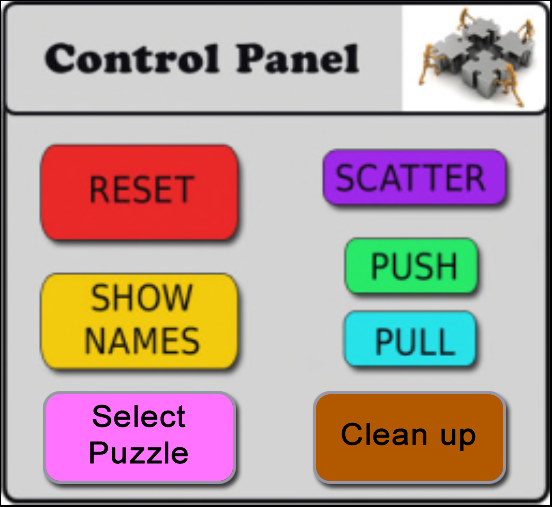 Control Panel
RESET
SCATTER
SHOW
NAMES
PUSH
PULL
Select
Puzzle
Clean up